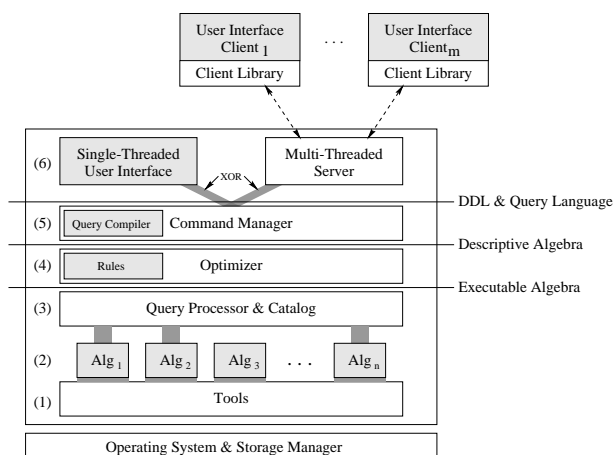 User Interface
Client 1
Client Library
. . .
User Interface
Client m
Client Library
(6)
Single-Threaded
User Interface
XOR
Multi-Threaded
Server
DDL & Query Language
(5)
Query Compiler
Command Manager
Descriptive Algebra
(4)
Rules
Optimizer
Executable Algebra
(3)
Query Processor & Catalog
(2)
Alg 1
Alg 2
Alg 3
. . .
Alg n
(1)
Tools
Operating System & Storage Manager